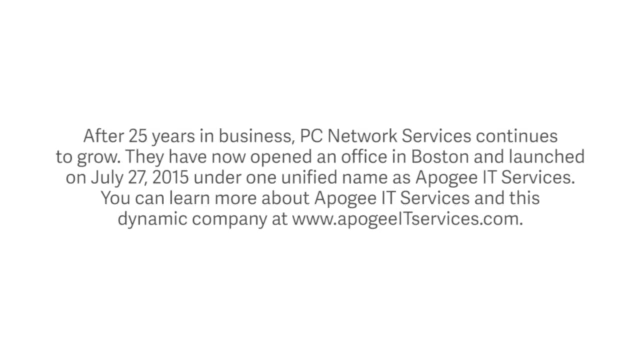 After 25 years in business, PC Network Services continues
to grow. They have now opened an office in Boston and launched
on July 27, 2015 under one unified name as Apogee IT Services.
You can learn more about Apogee IT Services and this
dynamic company at www.apogeeITservices.com.